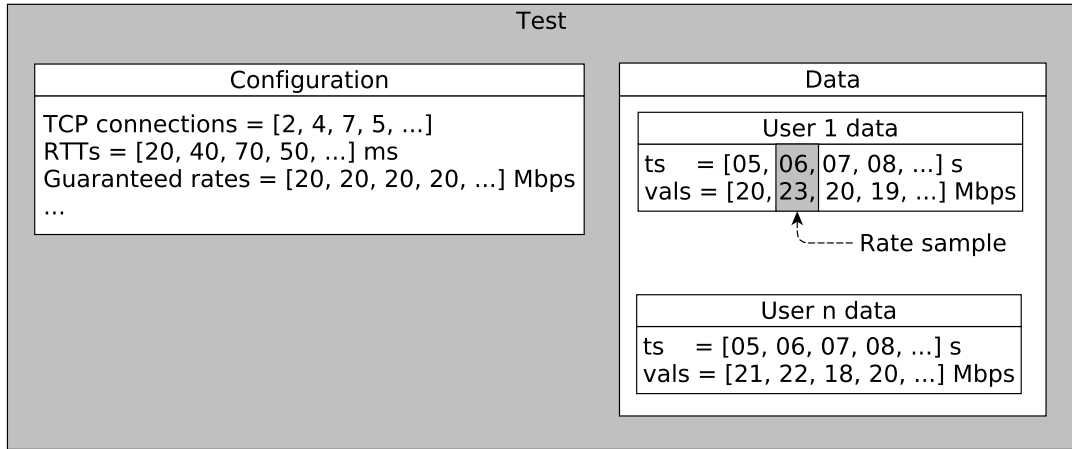 Test
Configuration
TCP connections = [2, 4, 7, 5, ...]
RTTs = [20, 40, 70, 50, ...] ms
Guaranteed rates = [20, 20, 20, 20, ...] Mbps
...
Data
User 1 data
ts = [05, 06, 07, 08, ...] s
vals = [20, 23, 20, 19, ...] Mbps
Rate sample
User n data
ts = [05, 06, 07, 08, ...] s
vals = [21, 22, 18, 20, ...] Mbps